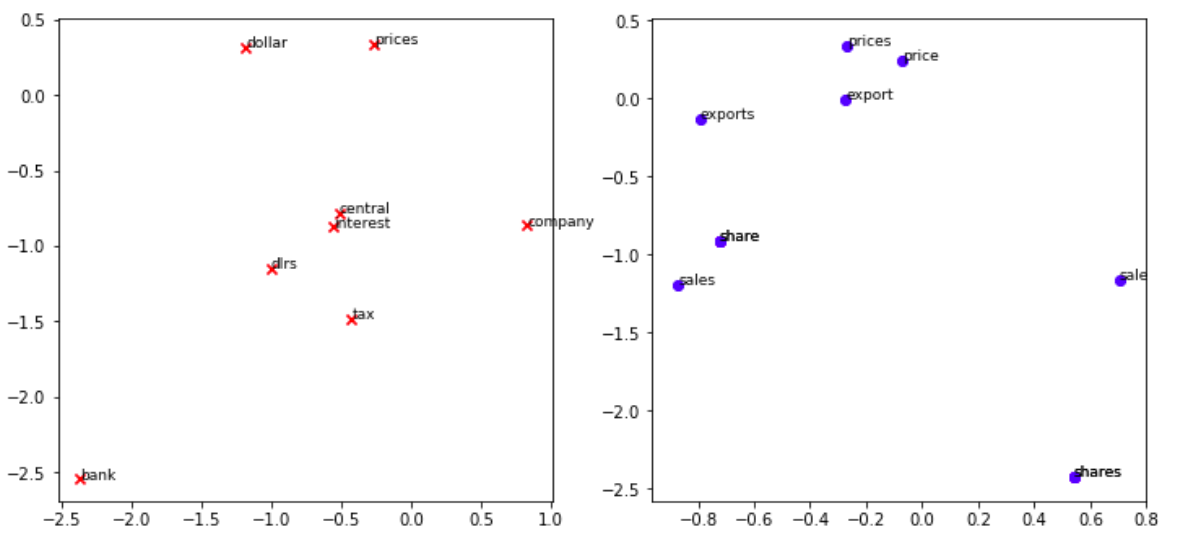 0.5
0.0
−0.5
−1.0
−1.5
−2.0
−2.5
−2.5 −2.0 −1.5 −1.0 −0.5 0.0 0.5 1.0
dollar
prices
central
interest
company
dlrs
tax
bank
0.5
0.0
−0.5
−1.0
−1.5
−2.0
−2.5
−0.8 −0.6 −0.4 −0.2 0.0 0.2 0.4 0.6 0.8
prices
price
export
exports
share
sales
sale
shares